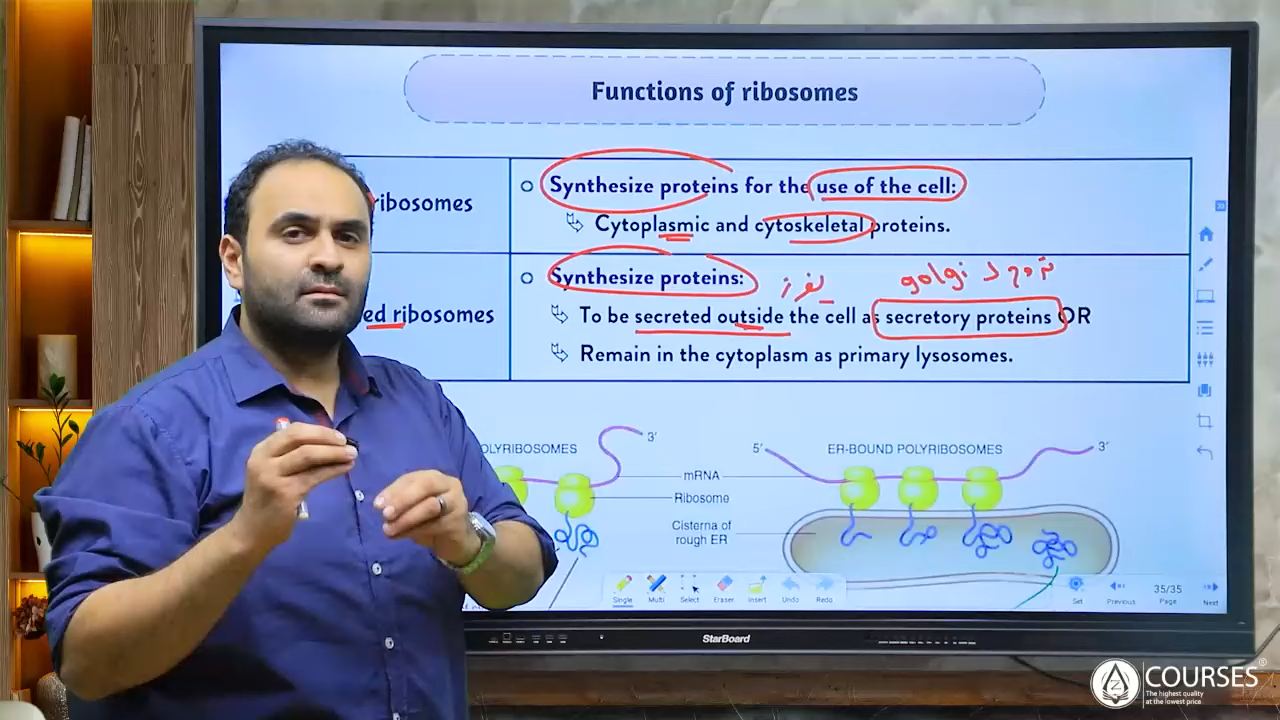 Functions of ribosomes
ribosomes
Synthesize proteins for the use of the cell:
Cytoplasmic and cytoskeletal proteins.
ed ribosomes
Synthesize proteins:
golgi
To be secreted outside the cell as secretory proteins OR
Remain in the cytoplasm as primary lysosomes.
OLYRIBOSOMES
3'
5'
ER-BOUND POLYRIBOSOMES
3'
mRNA
Ribosome
Cisterna of
rough ER
Single
Multi
Select
Eraser
Insert
Undo
Redo
Set
Previous
35/35
Page
Next
StarBoard
COURSES®
The highest quality
at the lowest price